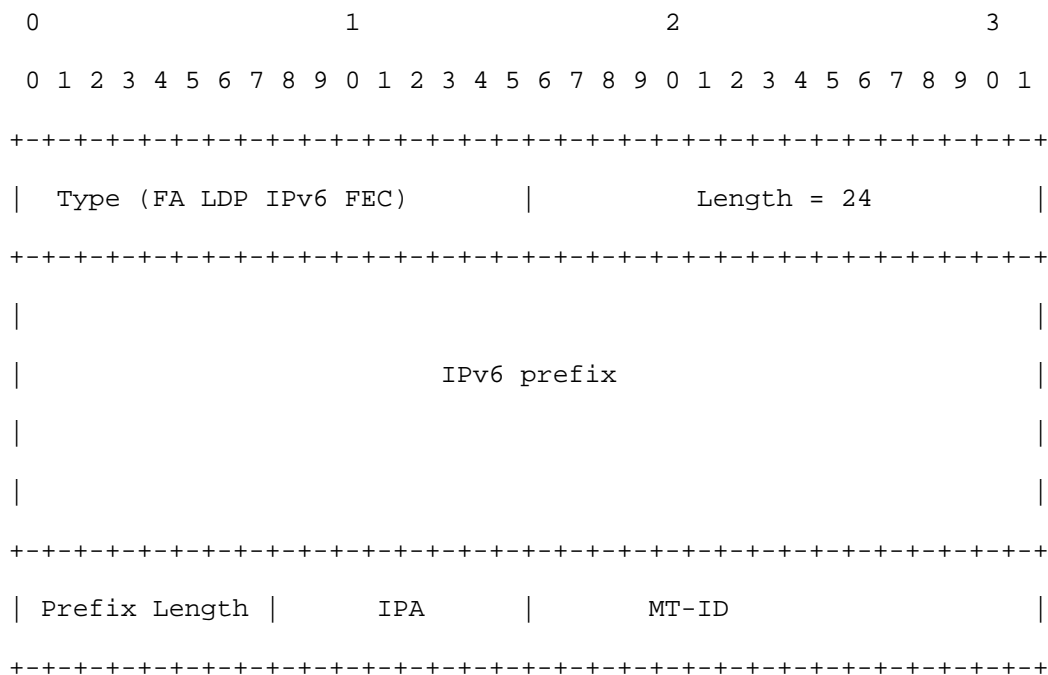 0                   1                   2                   3
0 1 2 3 4 5 6 7 8 9 0 1 2 3 4 5 6 7 8 9 0 1 2 3 4 5 6 7 8 9 0 1
+-+-+-+-+-+-+-+-+-+-+-+-+-+-+-+-+-+-+-+-+-+-+-+-+-+-+-+-+-+-+-+-+
|  Type (FA LDP IPv6 FEC)       |          Length = 24          |
+-+-+-+-+-+-+-+-+-+-+-+-+-+-+-+-+-+-+-+-+-+-+-+-+-+-+-+-+-+-+-+-+
|                                                               |
|                          IPv6 prefix                          |
|                                                               |
|                                                               |
+-+-+-+-+-+-+-+-+-+-+-+-+-+-+-+-+-+-+-+-+-+-+-+-+-+-+-+-+-+-+-+-+
| Prefix Length |      IPA      |       MT-ID                   |
+-+-+-+-+-+-+-+-+-+-+-+-+-+-+-+-+-+-+-+-+-+-+-+-+-+-+-+-+-+-+-+-+